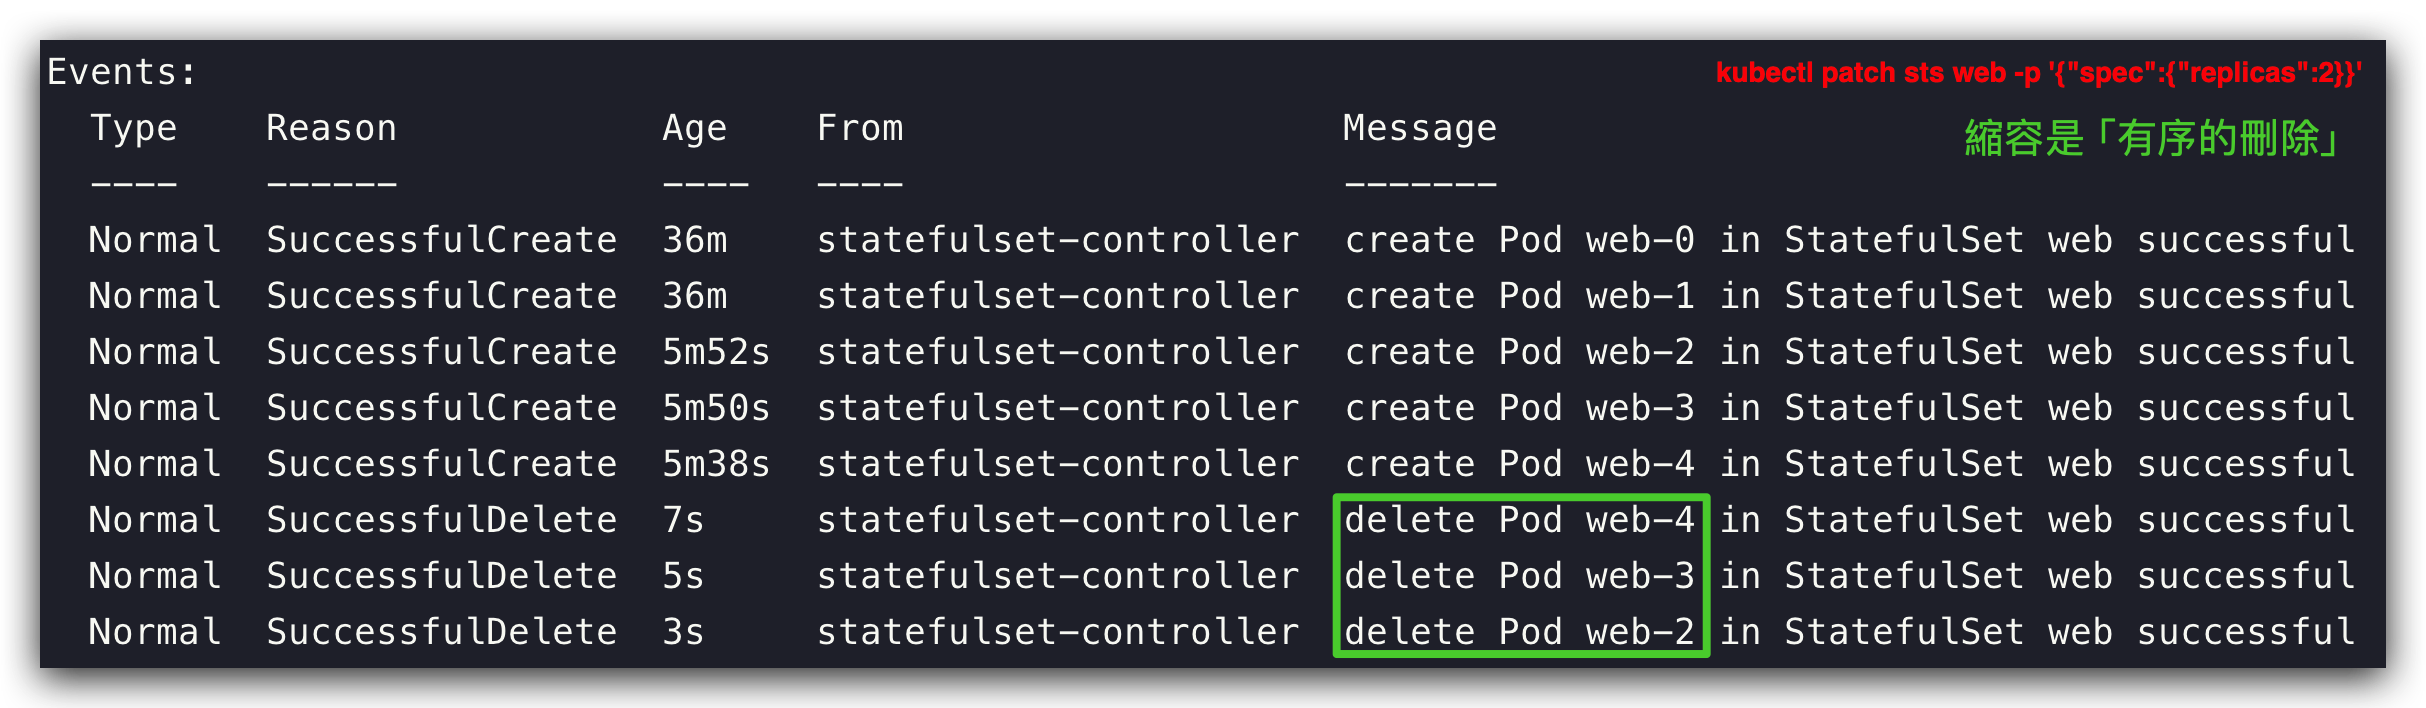 Events:
kubectl patch sts web -p '{"spec":{"replicas":2}}'
Type Reason Age From Message
縮容是「有序的刪除」
---- ------ ---- ---- -------
Normal SuccessfulCreate 36m statefulset-controller create Pod web-0 in StatefulSet web successful
Normal SuccessfulCreate 36m statefulset-controller create Pod web-1 in StatefulSet web successful
Normal SuccessfulCreate 5m52s statefulset-controller create Pod web-2 in StatefulSet web successful
Normal SuccessfulCreate 5m50s statefulset-controller create Pod web-3 in StatefulSet web successful
Normal SuccessfulCreate 5m38s statefulset-controller create Pod web-4 in StatefulSet web successful
Normal SuccessfulDelete 7s statefulset-controller delete Pod web-4 in StatefulSet web successful
Normal SuccessfulDelete 5s statefulset-controller delete Pod web-3 in StatefulSet web successful
Normal SuccessfulDelete 3s statefulset-controller delete Pod web-2 in StatefulSet web successful